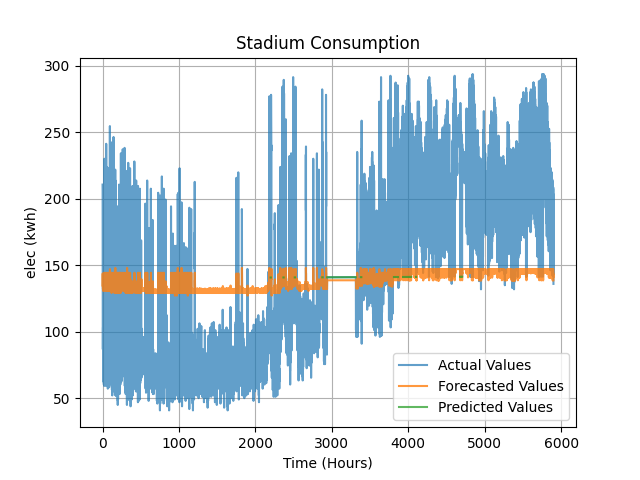 Stadium Consumption
elec (kwh)
300
250
200
150
100
50
0
1000
2000
3000
4000
5000
6000
Time (Hours)
Actual Values
Forecasted Values
Predicted Values